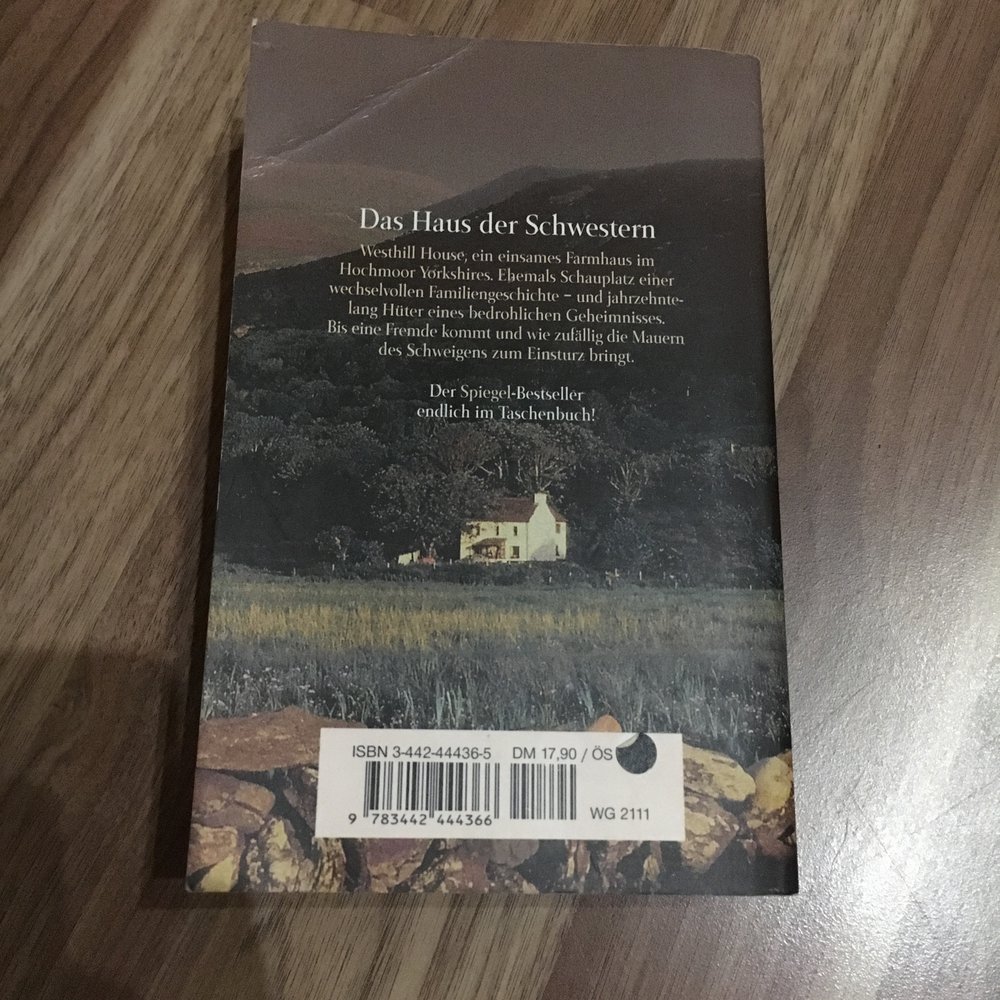 Das Haus der Schwestern
Westhill House, ein einsames Farmhaus im
Hochmoor Yorkshires. Ehemals Schauplatz einer
wechselvollen Familiengeschichte – und jahrzehnte-
lang Hüter eines bedrohlichen Geheimnisses.
Bis eine Fremde kommt und wie zufällig die Mauern
des Schweigens zum Einsturz bringt.
Der Spiegel-Bestseller
endlich im Taschenbuch!
ISBN 3-442-44436-5 DM 17,90 / ÖS
9 783442 444366
WG 2111